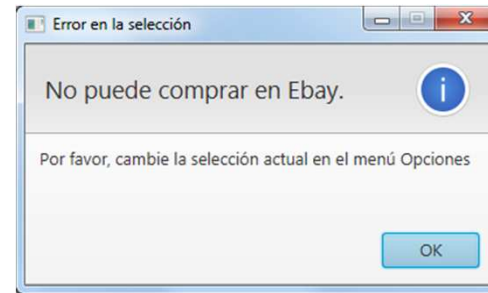 Error en la selección
No puede comprar en Ebay.
i
Por favor, cambie la selección actual en el menú Opciones
OK